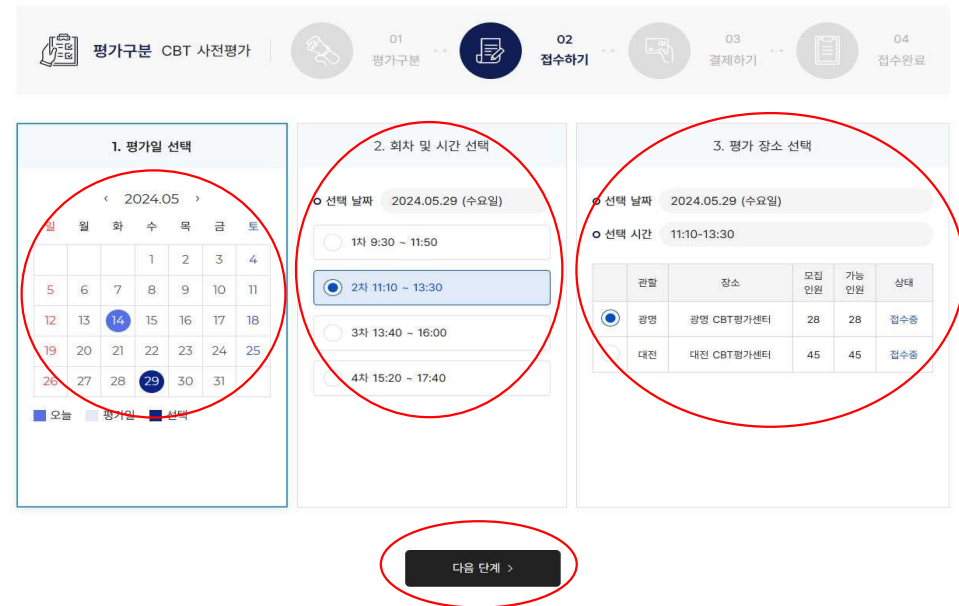 평가구분 CBT 사전평가
01
평가구분
02
접수하기
03
결제하기
04
접수완료
1. 평가일 선택
‹ 2024.05 ›
일 월 화 수 목 금 토
1 2 3 4
5 6 7 8 9 10 11
12 13 14 15 16 17 18
19 20 21 22 23 24 25
26 27 28 29 30 31
오늘 평가일 선택
2. 회차 및 시간 선택
선택 날짜 2024.05.29 (수요일)
1차 9:30 ~ 11:50
2차 11:10 ~ 13:30
3차 13:40 ~ 16:00
4차 15:20 ~ 17:40
3. 평가 장소 선택
선택 날짜 2024.05.29 (수요일)
선택 시간 11:10-13:30
관할 장소 모집 인원 가능 인원 상태
광명 광명 CBT평가센터 28 28 접수중
대전 대전 CBT평가센터 45 45 접수중
다음 단계 >